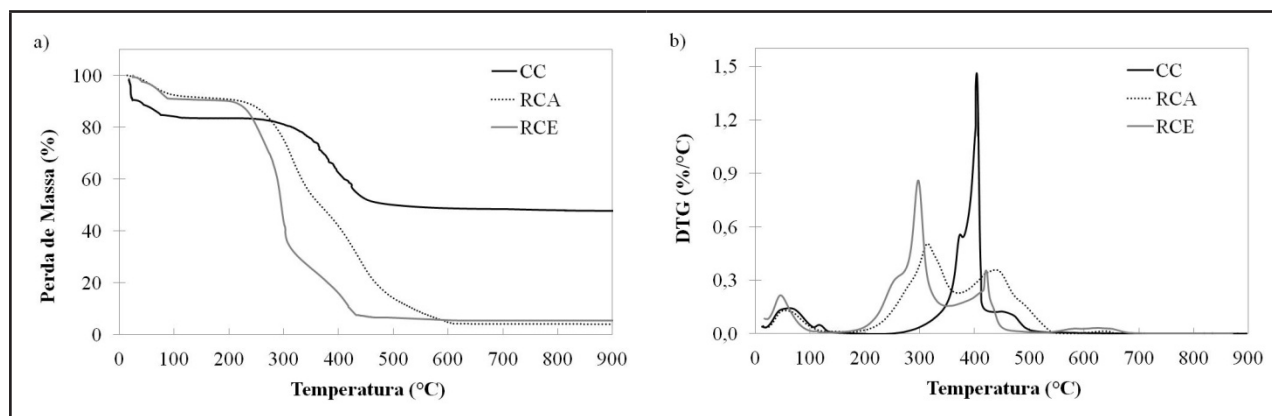 a)
Perda de Massa (%)
100
80
60
40
20
0
CC
RCA
RCE
0 100 200 300 400 500 600 700 800 900
Temperatura (°C)
b)
DTG (%/°C)
1,5
1,2
0,9
0,6
0,3
0,0
CC
RCA
RCE
0 100 200 300 400 500 600 700 800 900
Temperatura (°C)